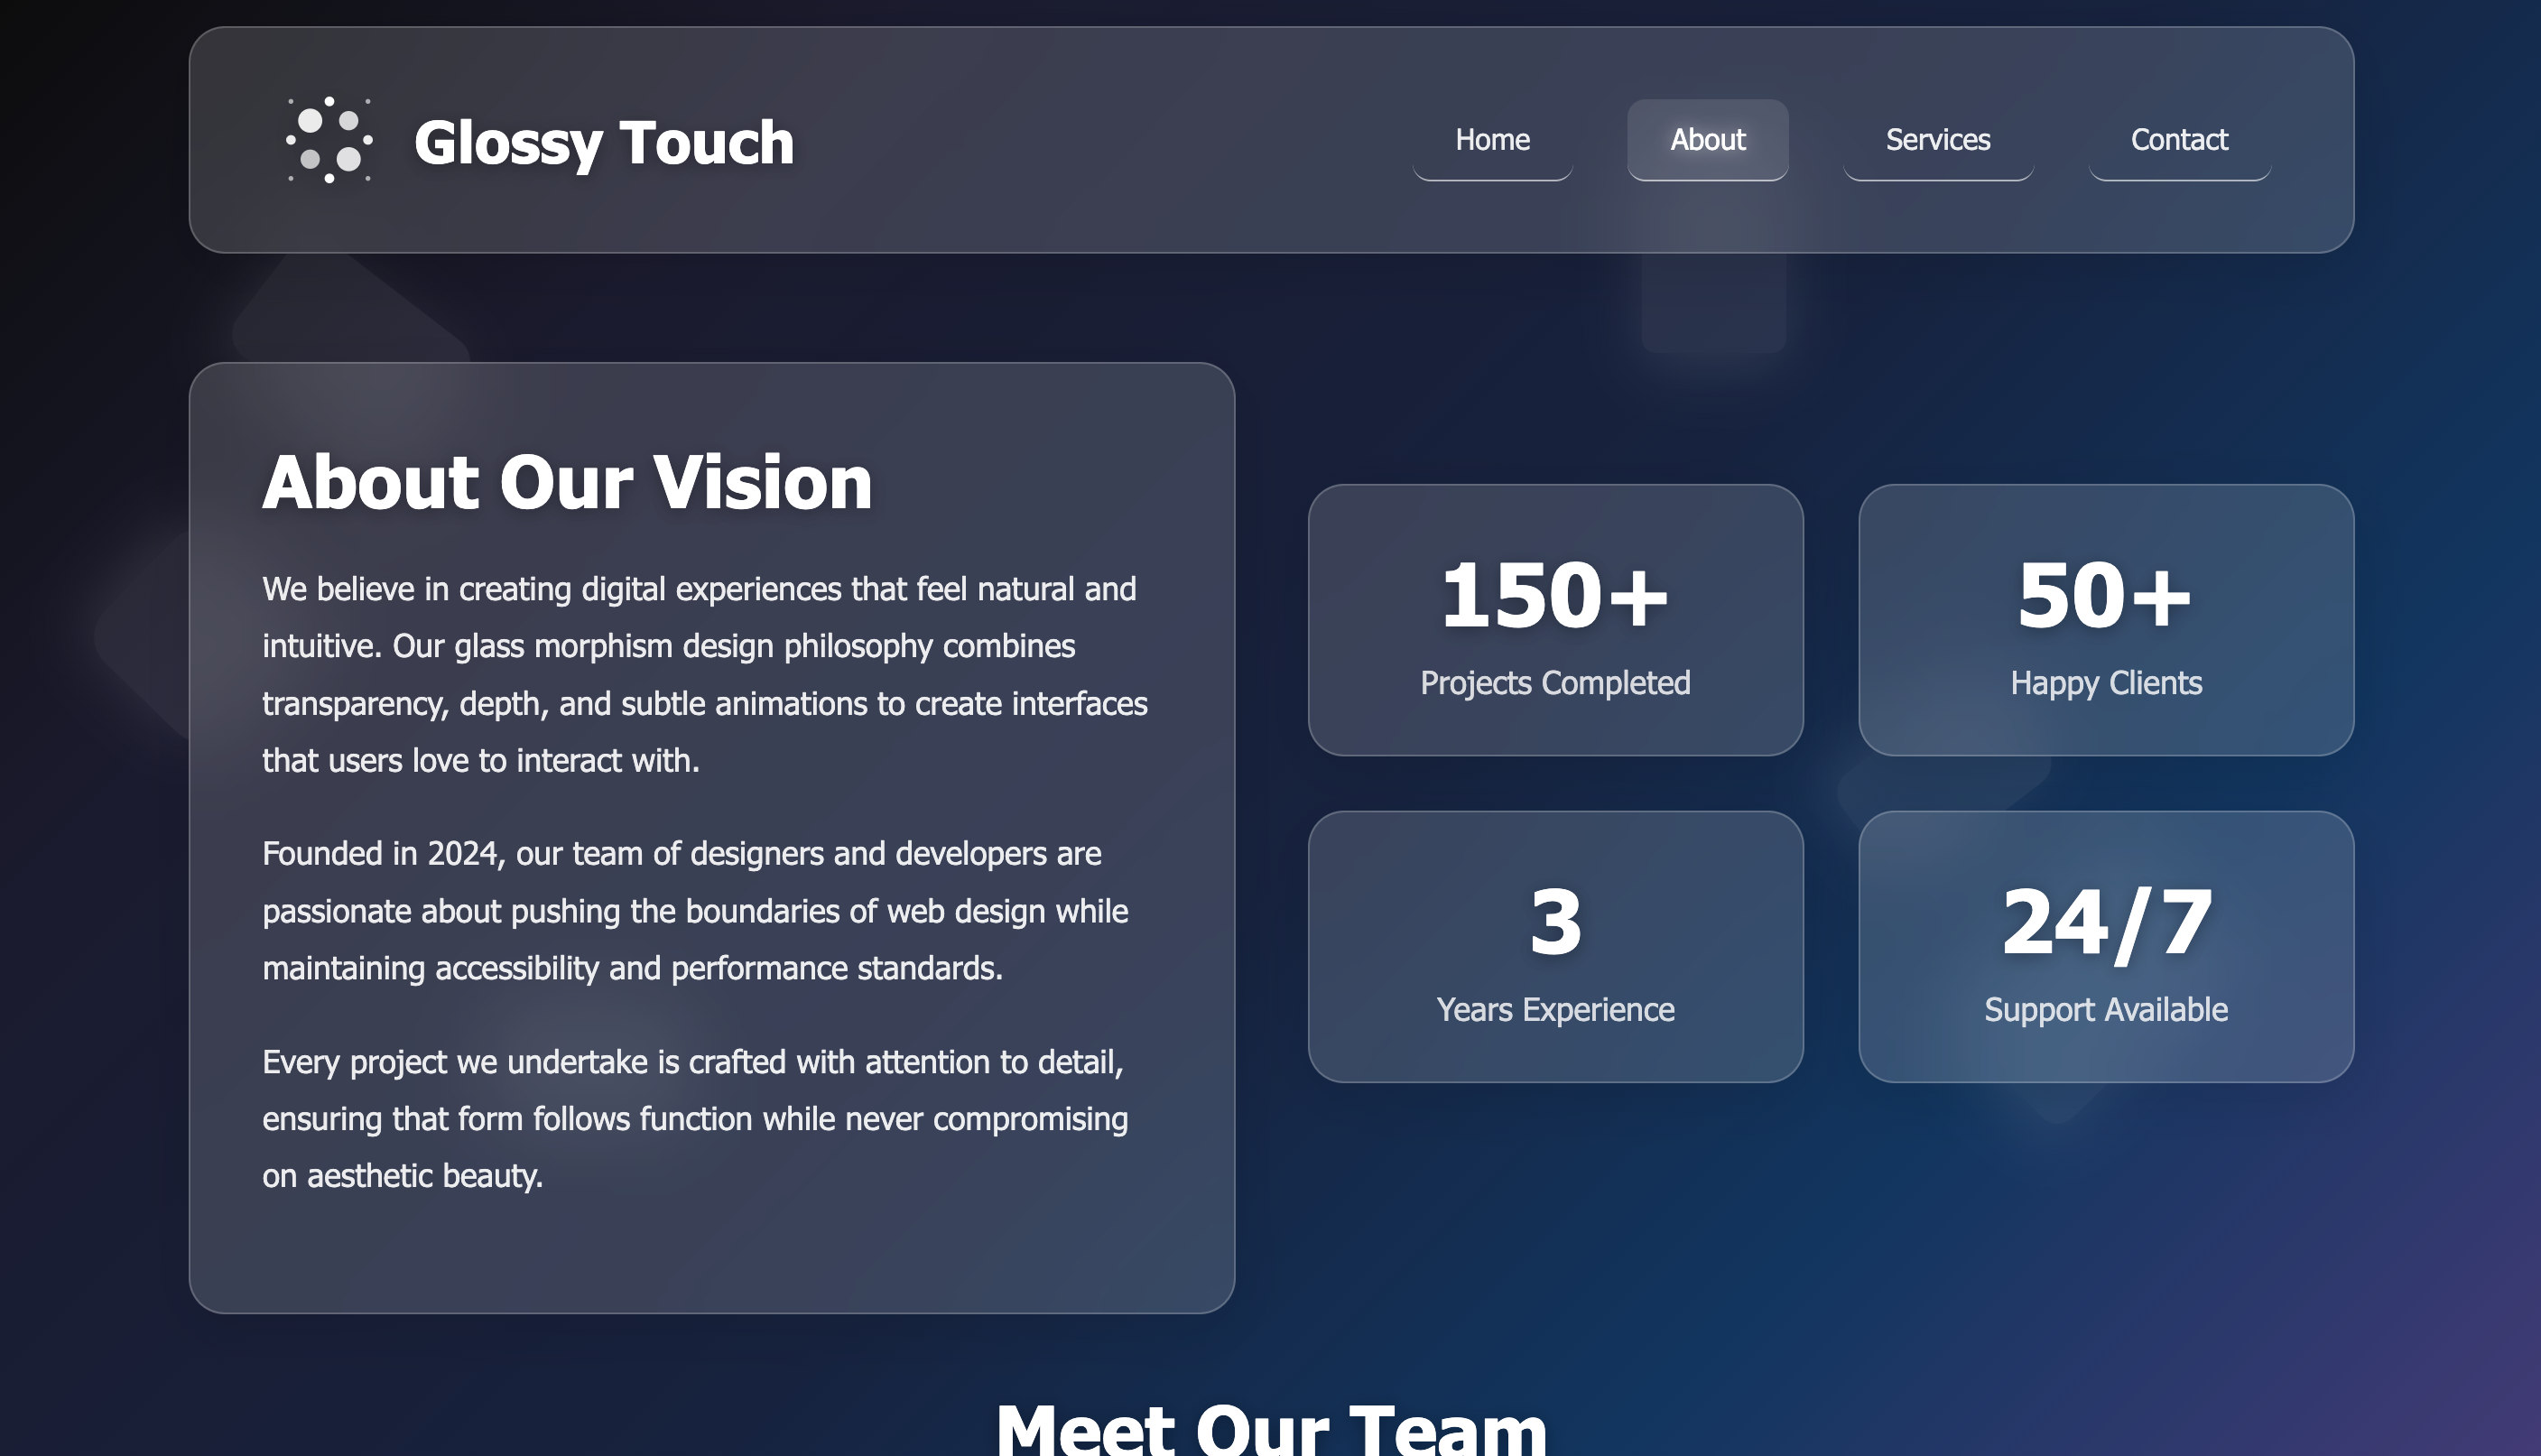 Glossy Touch
Home
About
Services
Contact
About Our Vision
We believe in creating digital experiences that feel natural and
intuitive. Our glass morphism design philosophy combines
transparency, depth, and subtle animations to create interfaces
that users love to interact with.
Founded in 2024, our team of designers and developers are
passionate about pushing the boundaries of web design while
maintaining accessibility and performance standards.
Every project we undertake is crafted with attention to detail,
ensuring that form follows function while never compromising
on aesthetic beauty.
150+
Projects Completed
50+
Happy Clients
3
Years Experience
24/7
Support Available
Meet Our Team